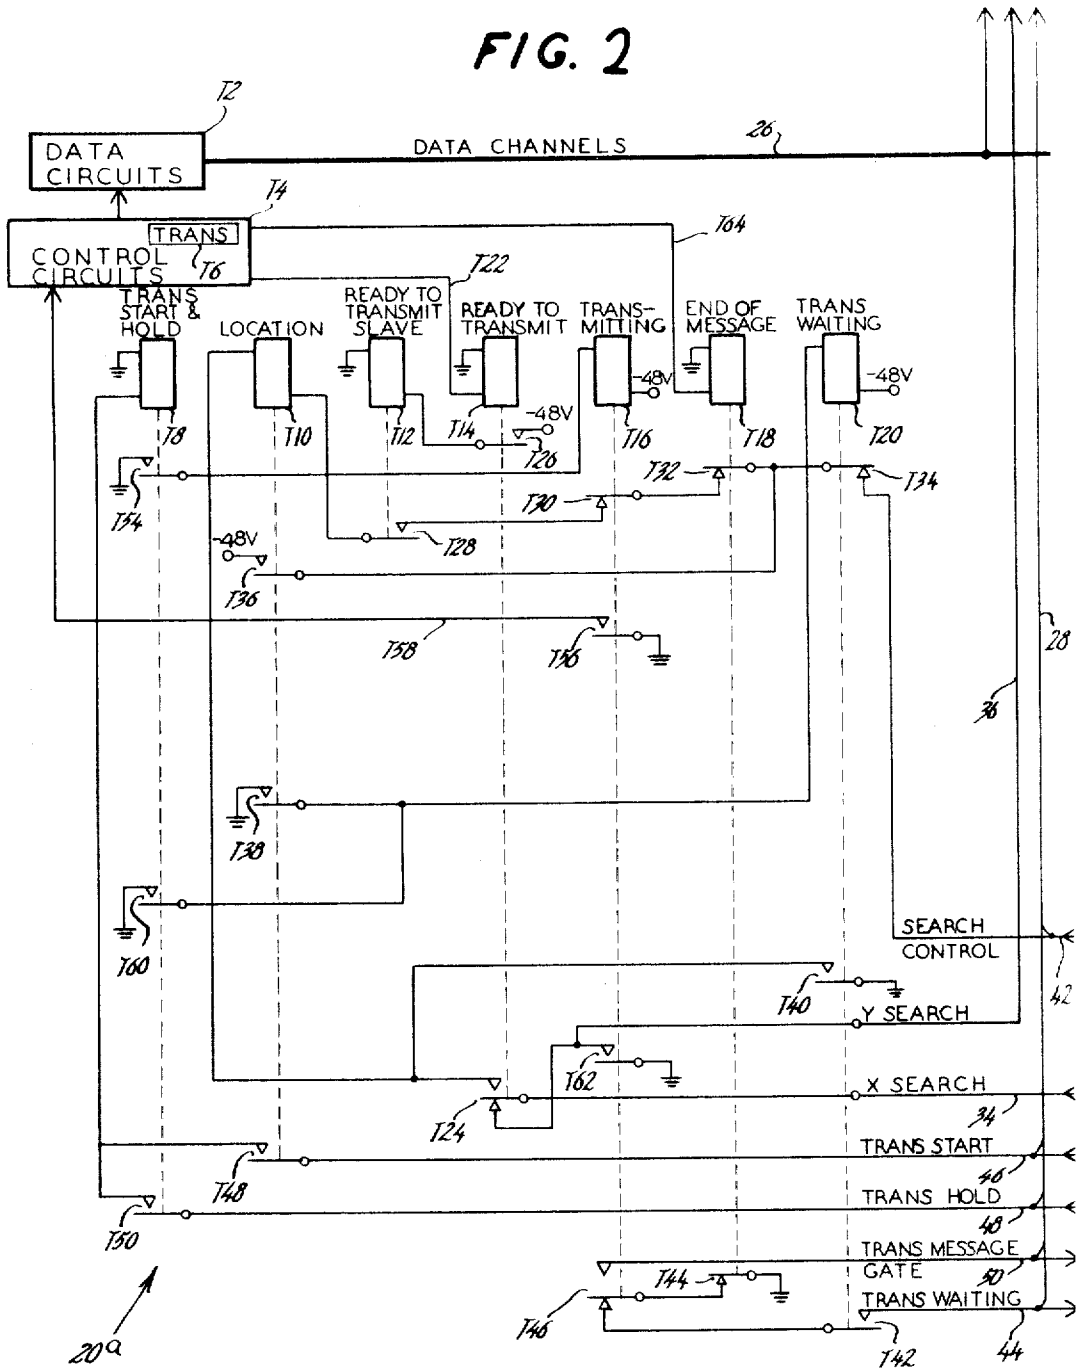 FIG. 2
T2
DATA CIRCUITS
DATA CHANNELS
26
T4
TRANS
T6
CONTROL CIRCUITS
T64
T22
TRANS START & HOLD
LOCATION
READY TO TRANSMIT SLAVE
READY TO TRANSMIT
TRANS- MITTING
END OF MESSAGE
TRANS WAITING
-48V
-48V
T8
T10
T12
T14
-48V
T26
T16
T18
T20
T54
T32
T34
T30
T28
-48V
T36
T58
T56
28
36
T38
T60
SEARCH CONTROL
42
T40
Y SEARCH
T62
X SEARCH
34
T24
TRANS START
46
T48
TRANS HOLD
48
T50
TRANS MESSAGE GATE
50
T44
TRANS WAITING
44
T46
T42
20a